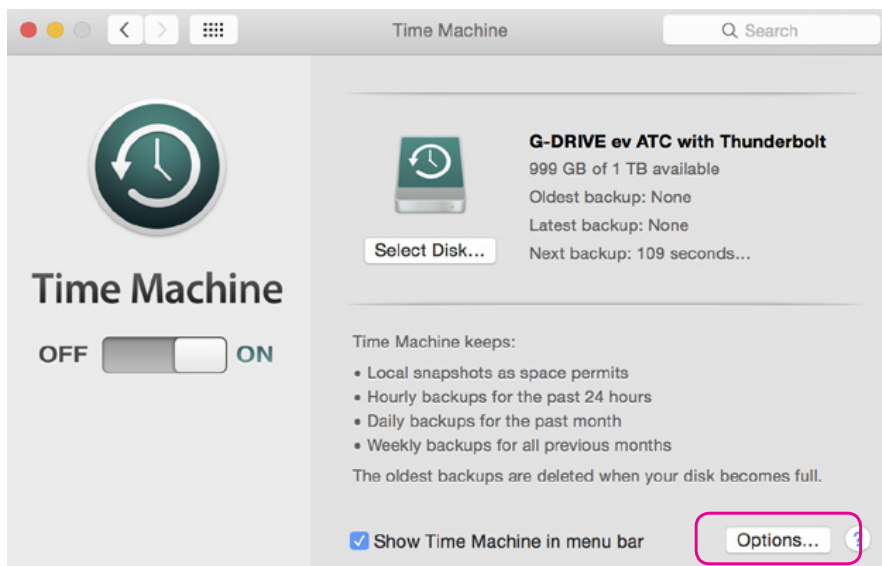 Time Machine
Search
Time Machine
OFF ON
G-DRIVE ev ATC with Thunderbolt
999 GB of 1 TB available
Oldest backup: None
Latest backup: None
Next backup: 109 seconds...
Select Disk...
Time Machine keeps:
• Local snapshots as space permits
• Hourly backups for the past 24 hours
• Daily backups for the past month
• Weekly backups for all previous months
The oldest backups are deleted when your disk becomes full.
Show Time Machine in menu bar
Options... ?